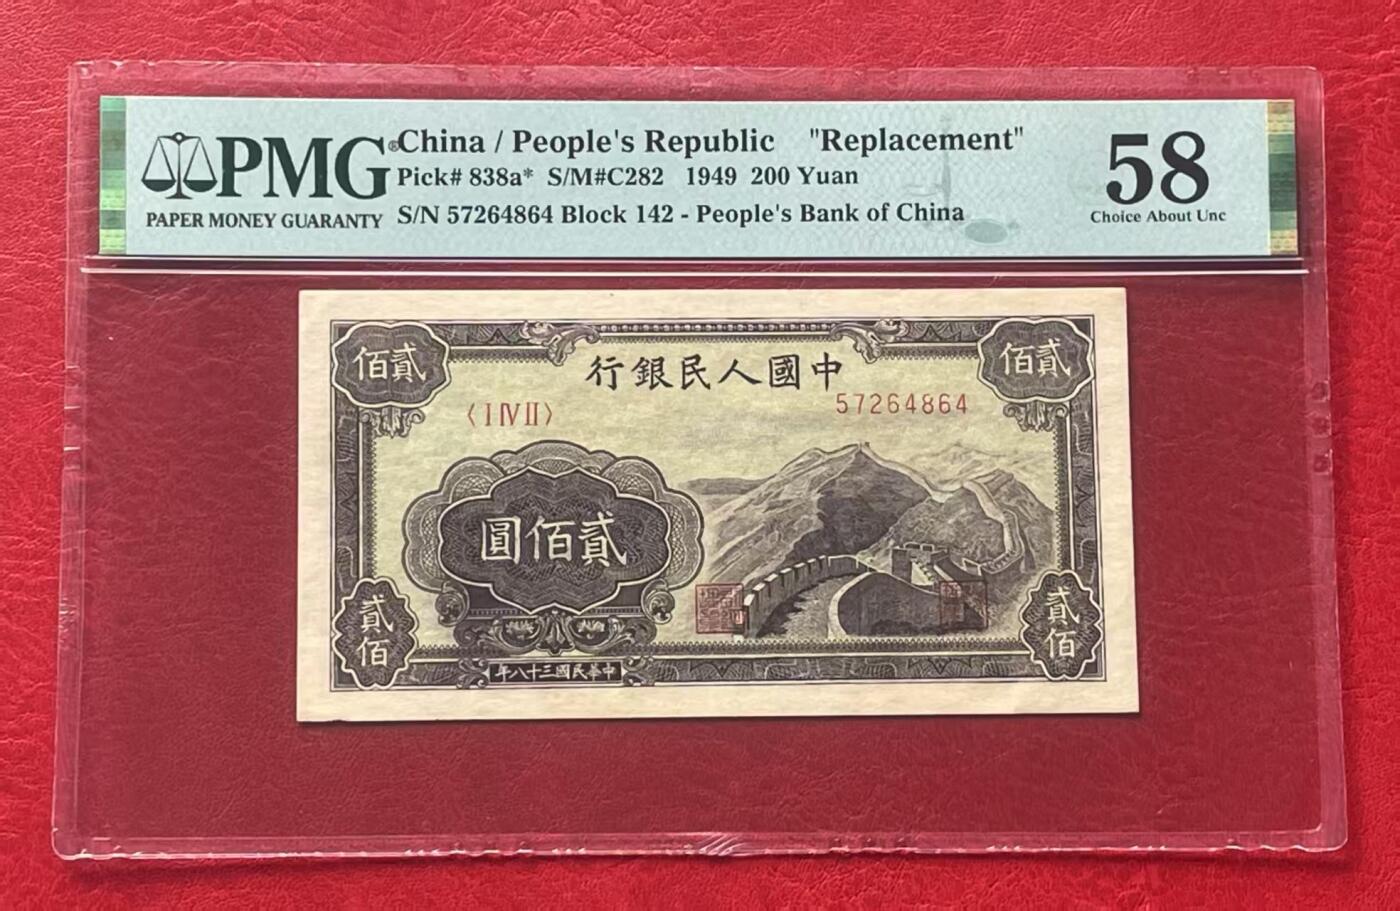 PMG®
PAPER MONEY GUARANTY
China / People's Republic "Replacement"
Pick# 838a* S/M#C282 1949 200 Yuan
S/N 57264864 Block 142 - People's Bank of China
58
Choice About Unc
佰貳
佰貳
行銀民人國中
〈I IV II〉
57264864
圓佰貳
貳佰
貳佰
年八十三國民華中